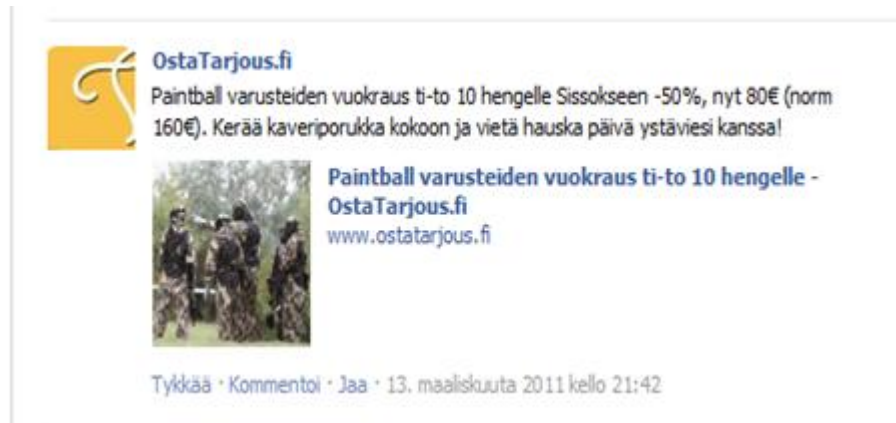 OstaTarjous.fi
Paintball varusteiden vuokraus ti-to 10 hengelle Sissokseen -50%, nyt 80€ (norm
160€). Kerää kaveriporukka kokoon ja vietä hauska päivä ystäviesi kanssa!
Paintball varusteiden vuokraus ti-to 10 hengelle -
OstaTarjous.fi
www.ostatarjous.fi
Tykkää · Kommentoi · Jaa · 13. maaliskuuta 2011 kello 21:42